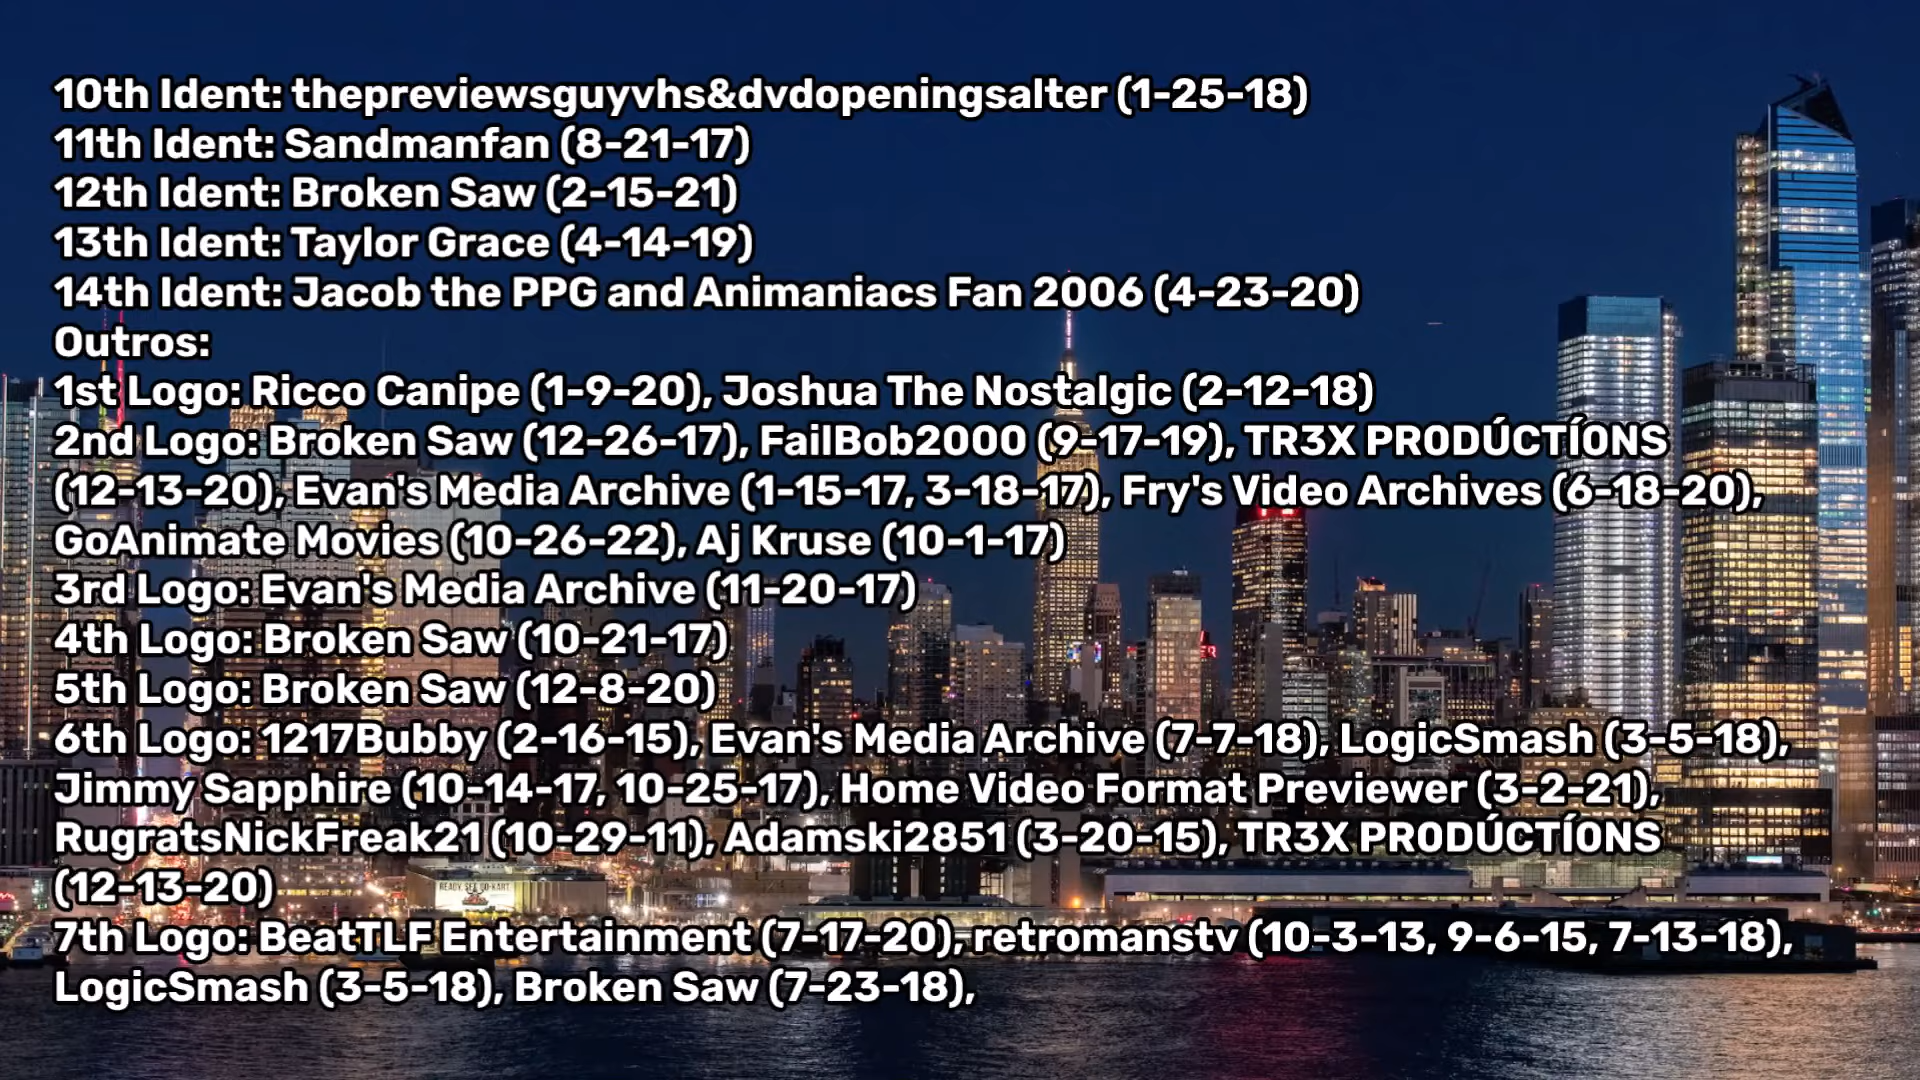 10th Ident: thepreviewsguyvhs&dvdopeningsalter (1-25-18)
11th Ident: Sandmanfan (8-21-17)
12th Ident: Broken Saw (2-15-21)
13th Ident: Taylor Grace (4-14-19)
14th Ident: Jacob the PPG and Animaniacs Fan 2006 (4-23-20)
Outros:
1st Logo: Ricco Canipe (1-9-20), Joshua The Nostalgic (2-12-18)
2nd Logo: Broken Saw (12-26-17), FailBob2000 (9-17-19), TR3X PR0DÚCTÍ0NS
(12-13-20), Evan's Media Archive (1-15-17, 3-18-17), Fry's Video Archives (6-18-20),
GoAnimate Movies (10-26-22), Aj Kruse (10-1-17)
3rd Logo: Evan's Media Archive (11-20-17)
4th Logo: Broken Saw (10-21-17)
5th Logo: Broken Saw (12-8-20)
6th Logo: 1217Bubby (2-16-15), Evan's Media Archive (7-7-18), LogicSmash (3-5-18),
Jimmy Sapphire (10-14-17, 10-25-17), Home Video Format Previewer (3-2-21),
RugratsNickFreak21 (10-29-11), Adamski2851 (3-20-15), TR3X PR0DÚCTÍ0NS
(12-13-20)
READY, SET, GO-KART.
7th Logo: BeatTLF Entertainment (7-17-20), retromanstv (10-3-13, 9-6-15, 7-13-18),
LogicSmash (3-5-18), Broken Saw (7-23-18),